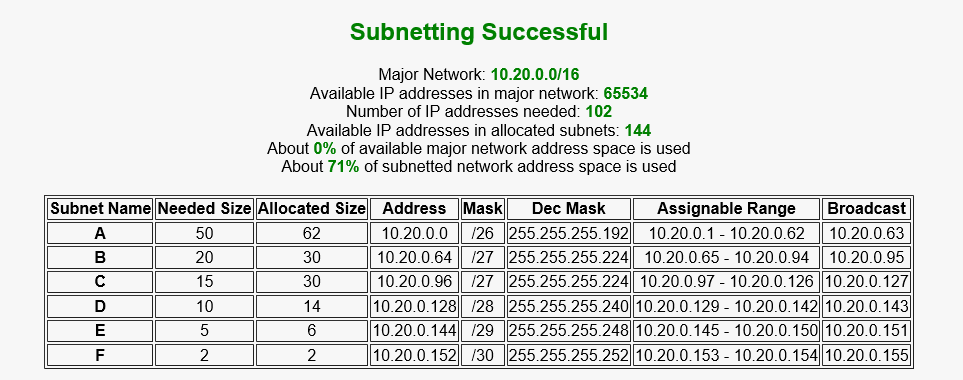 Subnetting Successful
Major Network: 10.20.0.0/16
Available IP addresses in major network: 65534
Number of IP addresses needed: 102
Available IP addresses in allocated subnets: 144
About 0% of available major network address space is used
About 71% of subnetted network address space is used
Subnet Name Needed Size Allocated Size Address Mask Dec Mask Assignable Range Broadcast
A 50 62 10.20.0.0 /26 255.255.255.192 10.20.0.1 - 10.20.0.62 10.20.0.63
B 20 30 10.20.0.64 /27 255.255.255.224 10.20.0.65 - 10.20.0.94 10.20.0.95
C 15 30 10.20.0.96 /27 255.255.255.224 10.20.0.97 - 10.20.0.126 10.20.0.127
D 10 14 10.20.0.128 /28 255.255.255.240 10.20.0.129 - 10.20.0.142 10.20.0.143
E 5 6 10.20.0.144 /29 255.255.255.248 10.20.0.145 - 10.20.0.150 10.20.0.151
F 2 2 10.20.0.152 /30 255.255.255.252 10.20.0.153 - 10.20.0.154 10.20.0.155